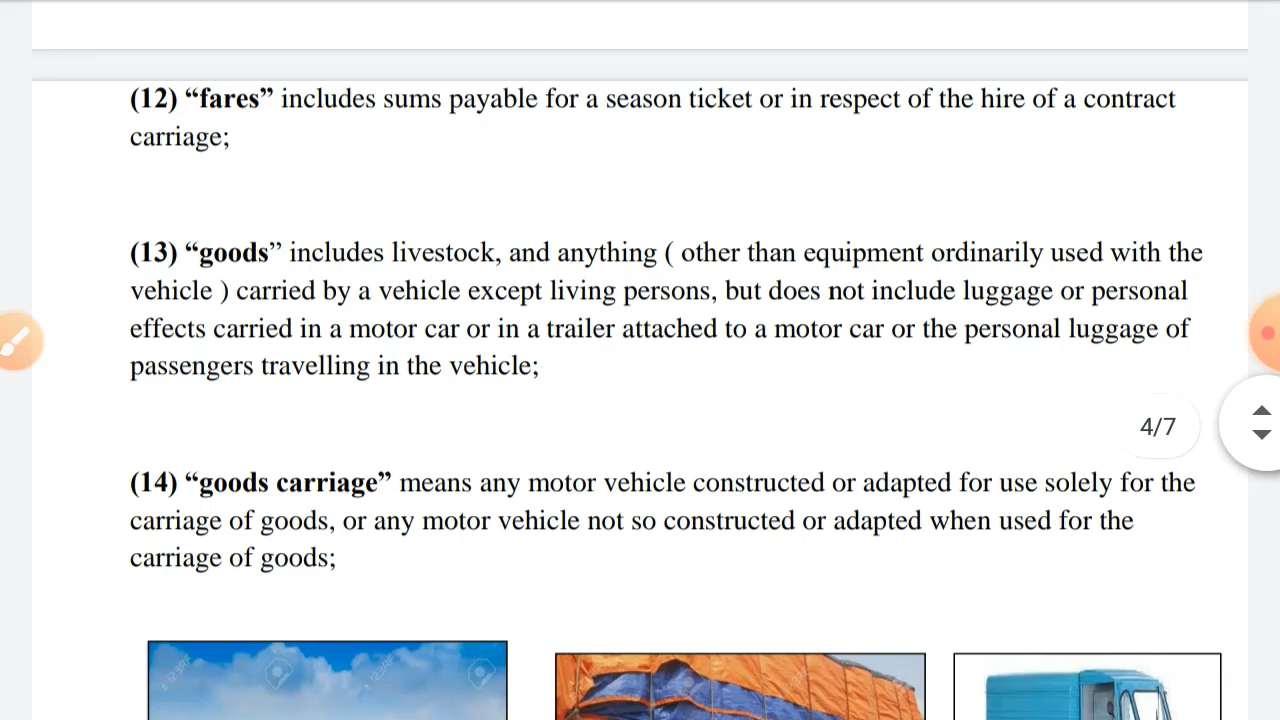 (12) “fares” includes sums payable for a season ticket or in respect of the hire of a contract
carriage;
(13) “goods” includes livestock, and anything ( other than equipment ordinarily used with the
vehicle ) carried by a vehicle except living persons, but does not include luggage or personal
effects carried in a motor car or in a trailer attached to a motor car or the personal luggage of
passengers travelling in the vehicle;
4/7
(14) “goods carriage” means any motor vehicle constructed or adapted for use solely for the
carriage of goods, or any motor vehicle not so constructed or adapted when used for the
carriage of goods;
123RF
123RF